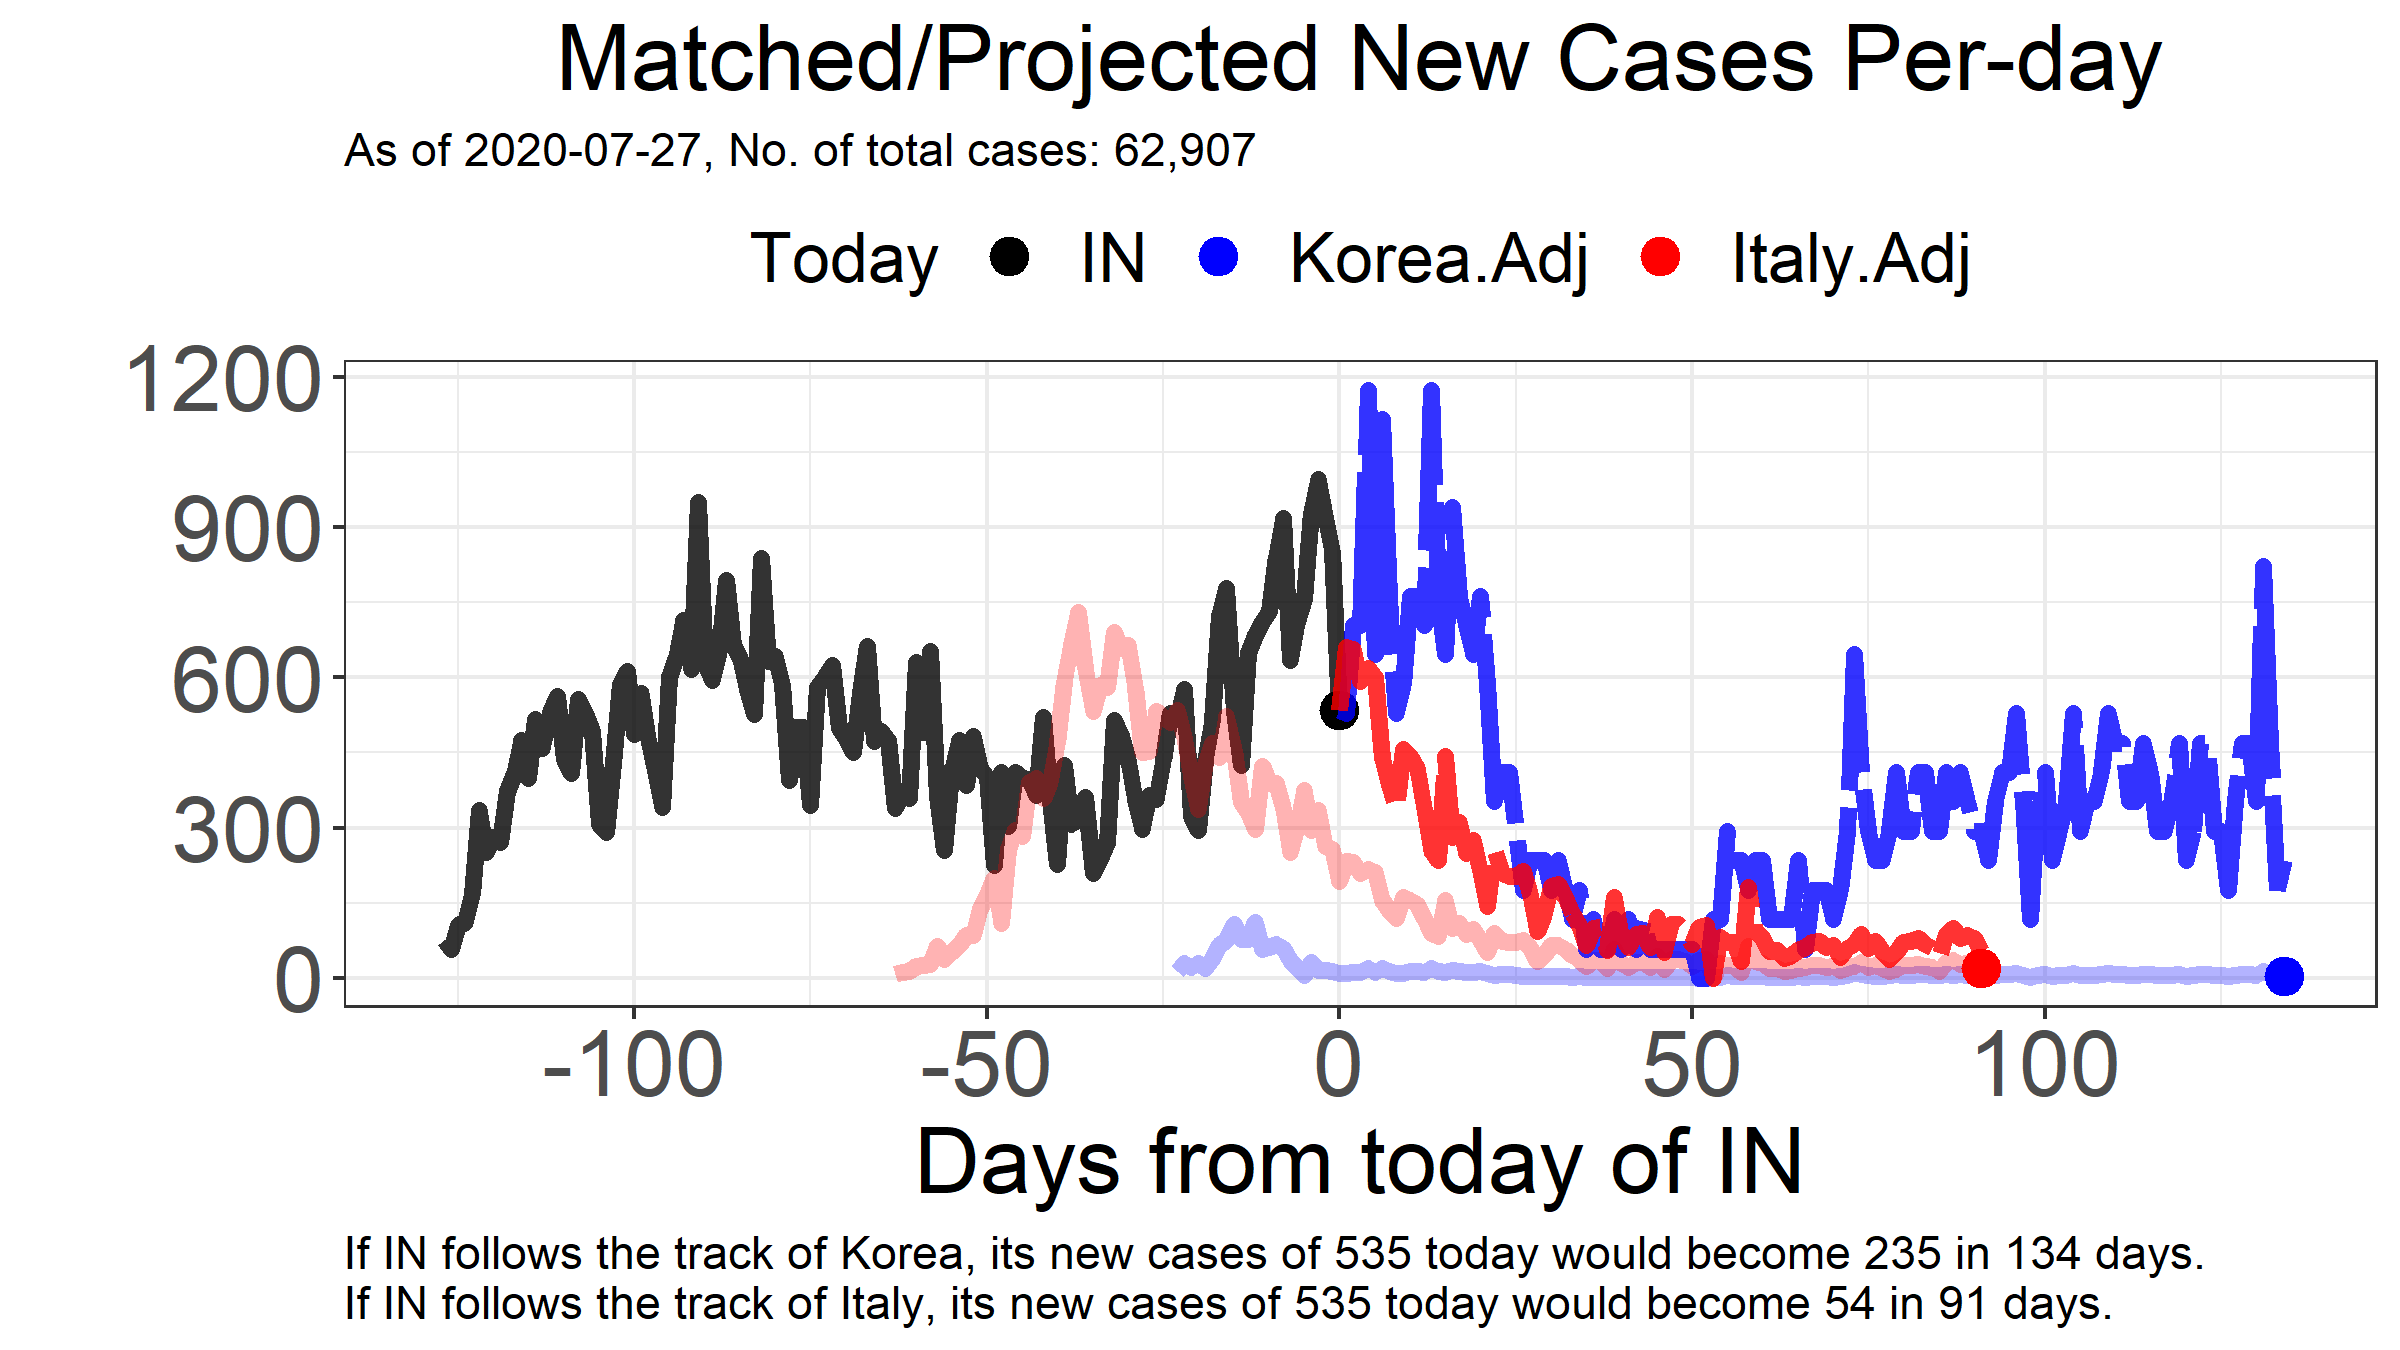 Matched/Projected New Cases Per-day
As of 2020-07-27, No. of total cases: 62,907
Today IN Korea.Adj Italy.Adj
1200
900
600
300
0
-100 -50 0 50 100
Days from today of IN
If IN follows the track of Korea, its new cases of 535 today would become 235 in 134 days.
If IN follows the track of Italy, its new cases of 535 today would become 54 in 91 days.